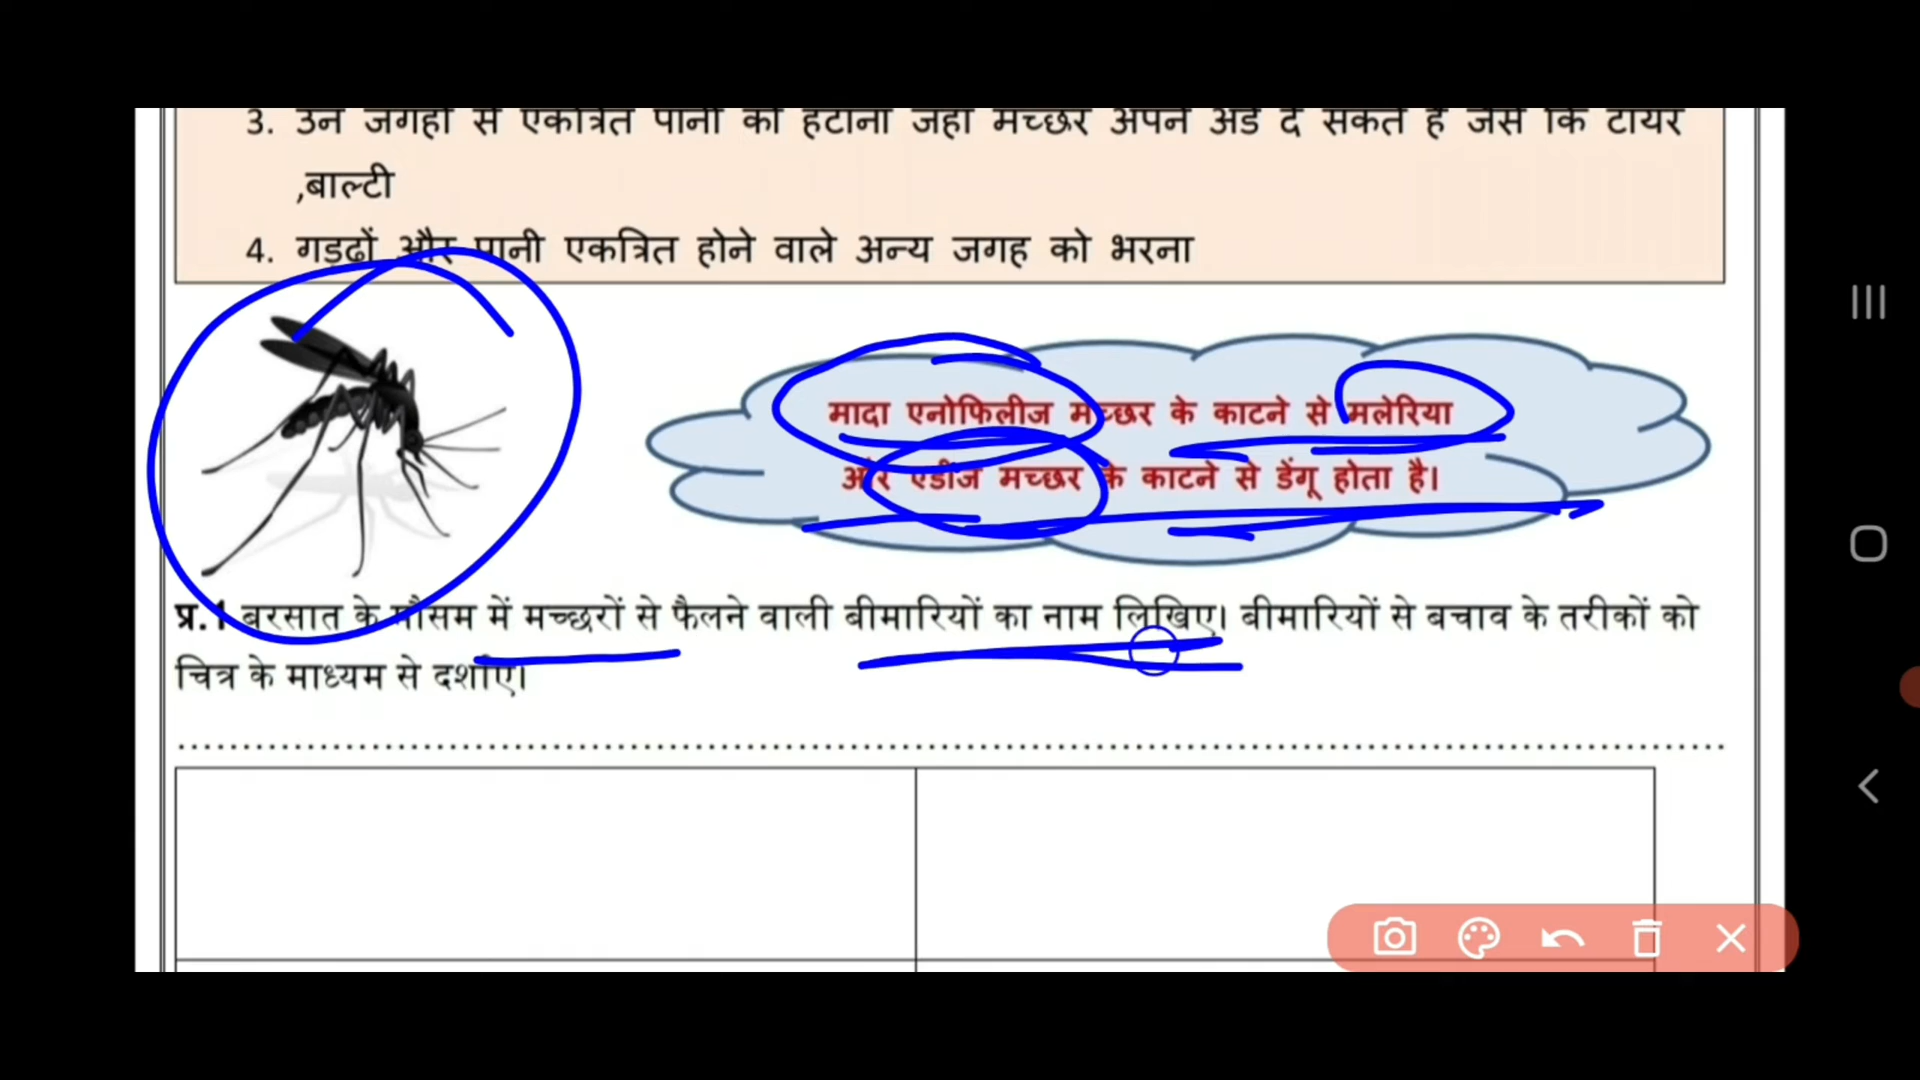 3. उन जगहों से एकत्रित पानी को हटाना जहां मच्छर अपने अंडे दे सकते हैं जैसे कि टायर
,बाल्टी
4. गड्ढों और पानी एकत्रित होने वाले अन्य जगह को भरना
मादा एनोफिलीज मच्छर के काटने से मलेरिया
और एडीज मच्छर के काटने से डेंगू होता है।
प्र.1 बरसात के मौसम में मच्छरों से फैलने वाली बीमारियों का नाम लिखिए। बीमारियों से बचाव के तरीकों को
चित्र के माध्यम से दर्शाए।